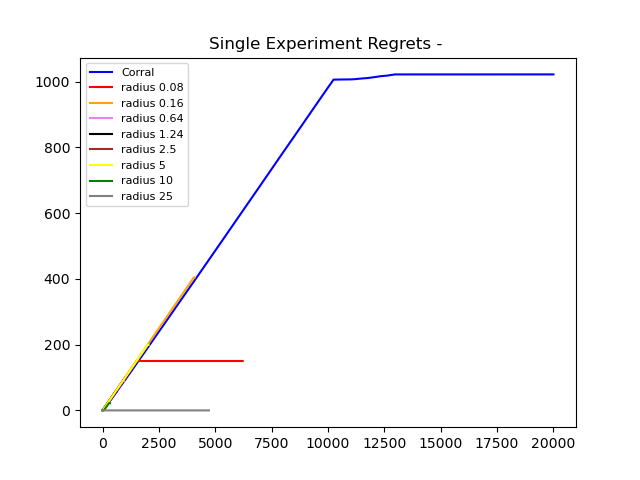 Single Experiment Regrets -
1000
800
600
400
200
0
Corral
radius 0.08
radius 0.16
radius 0.64
radius 1.24
radius 2.5
radius 5
radius 10
radius 25
0 2500 5000 7500 10000 12500 15000 17500 20000